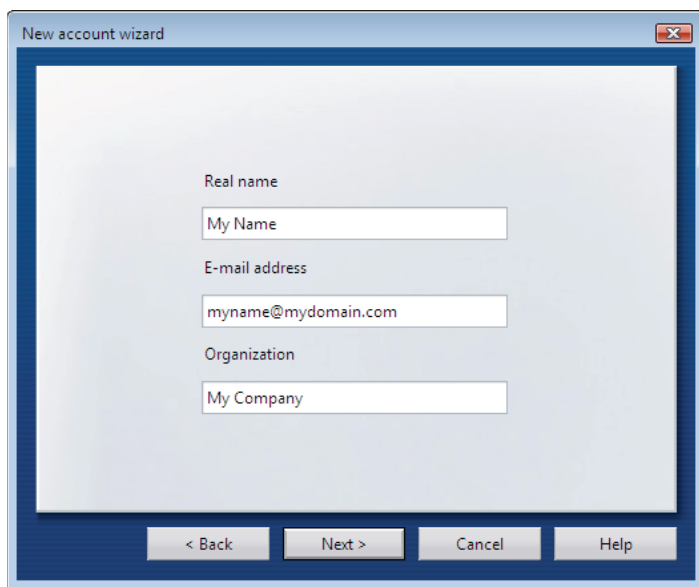 New account wizard
Real name
My Name
E-mail address
myname@mydomain.com
Organization
My Company
< Back Next > Cancel Help